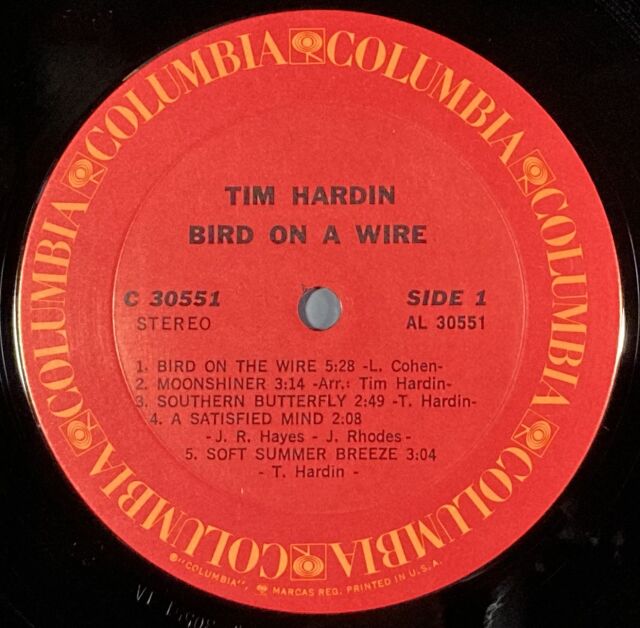 COLUMBIA COLUMBIA COLUMBIA COLUMBIA COLUMBIA COLUMBIA
TIM HARDIN
BIRD ON A WIRE
C 30551 SIDE 1
STEREO AL 30551
1. BIRD ON THE WIRE 5:28 -L. Cohen-
2. MOONSHINER 3:14 -Arr.: Tim Hardin-
3. SOUTHERN BUTTERFLY 2:49 -T. Hardin-
4. A SATISFIED MIND 2:08
- J. R. Hayes - J. Rhodes -
5. SOFT SUMMER BREEZE 3:04
- T. Hardin -
"COLUMBIA", MARCAS REG. PRINTED IN U.S.A.